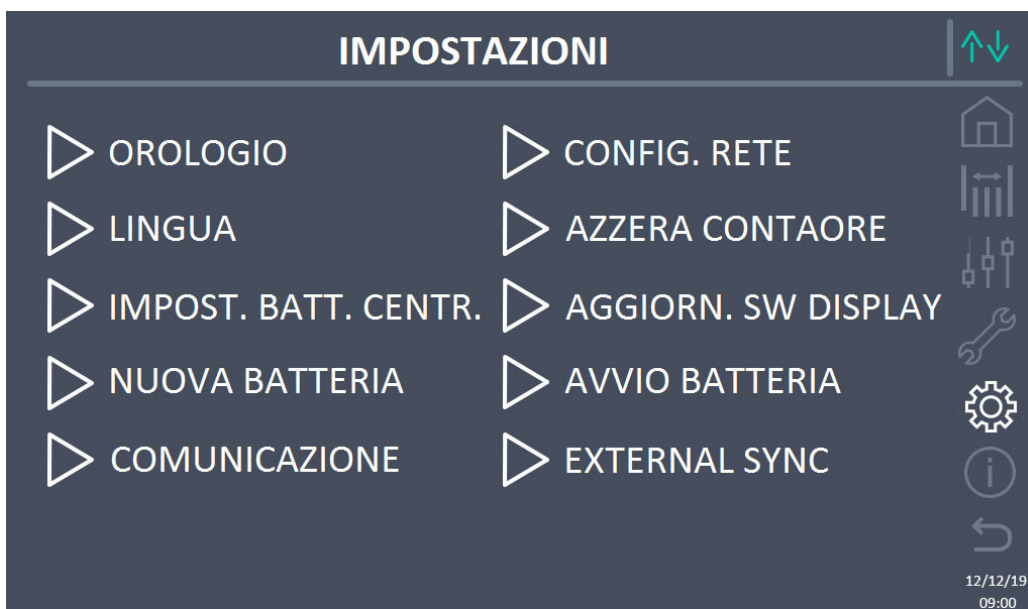 IMPOSTAZIONI
OROLOGIO
LINGUA
IMPOST. BATT. CENTR.
NUOVA BATTERIA
COMUNICAZIONE
CONFIG. RETE
AZZERA CONTAORE
AGGIORN. SW DISPLAY
AVVIO BATTERIA
EXTERNAL SYNC
12/12/19
09:00